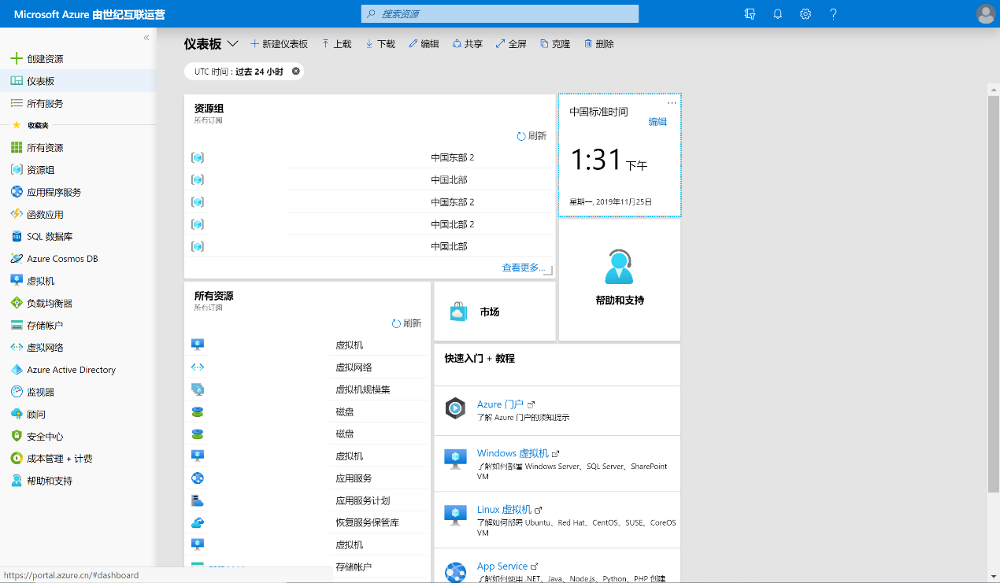 Microsoft Azure 由世纪互联运营
搜索资源
创建资源
仪表板
所有服务
收藏夹
所有资源
资源组
应用程序服务
函数应用
SQL 数据库
Azure Cosmos DB
虚拟机
负载均衡器
存储帐户
虚拟网络
Azure Active Directory
监视器
顾问
安全中心
成本管理 + 计费
帮助和支持
https://portal.azure.cn/#dashboard
仪表板 新建仪表板 上载 下载 编辑 共享 全屏 克隆 删除
UTC 时间 : 过去 24 小时
资源组
所有订阅
刷新
中国东部 2
中国北部
中国东部 2
中国北部 2
中国北部
查看更多...
中国标准时间
编辑
1:31 下午
星期一, 2019年11月25日
帮助和支持
所有资源
所有订阅
刷新
虚拟机
虚拟网络
虚拟机规模集
磁盘
磁盘
虚拟机
应用服务
应用服务计划
恢复服务保管库
虚拟机
存储帐户
市场
快速入门 + 教程
Azure 门户
了解 Azure 门户的须知提示
Windows 虚拟机
了解如何部署 Windows Server、SQL Server、SharePoint
VM
Linux 虚拟机
了解如何部署 Ubuntu、Red Hat、CentOS、SUSE、CoreOS
VM
App Service
了解如何使用 .NET、Java、Node.js、Python、PHP 创建